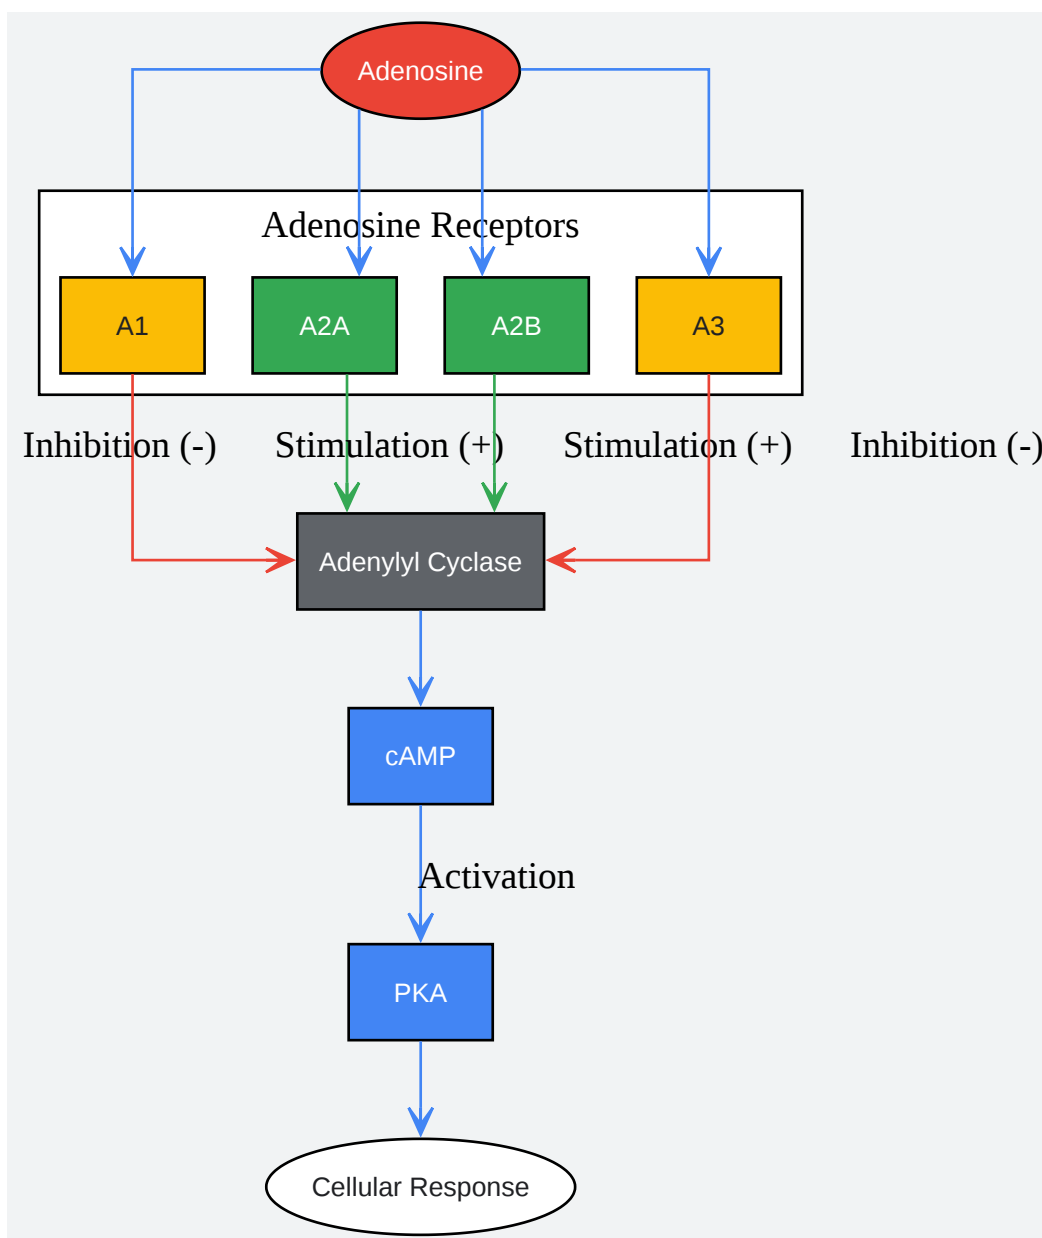 Adenosine
Adenosine Receptors
A1
A2A
A2B
A3
Inhibition (-)
Stimulation (+)
Stimulation (+)
Inhibition (-)
Adenylyl Cyclase
cAMP
Activation
PKA
Cellular Response